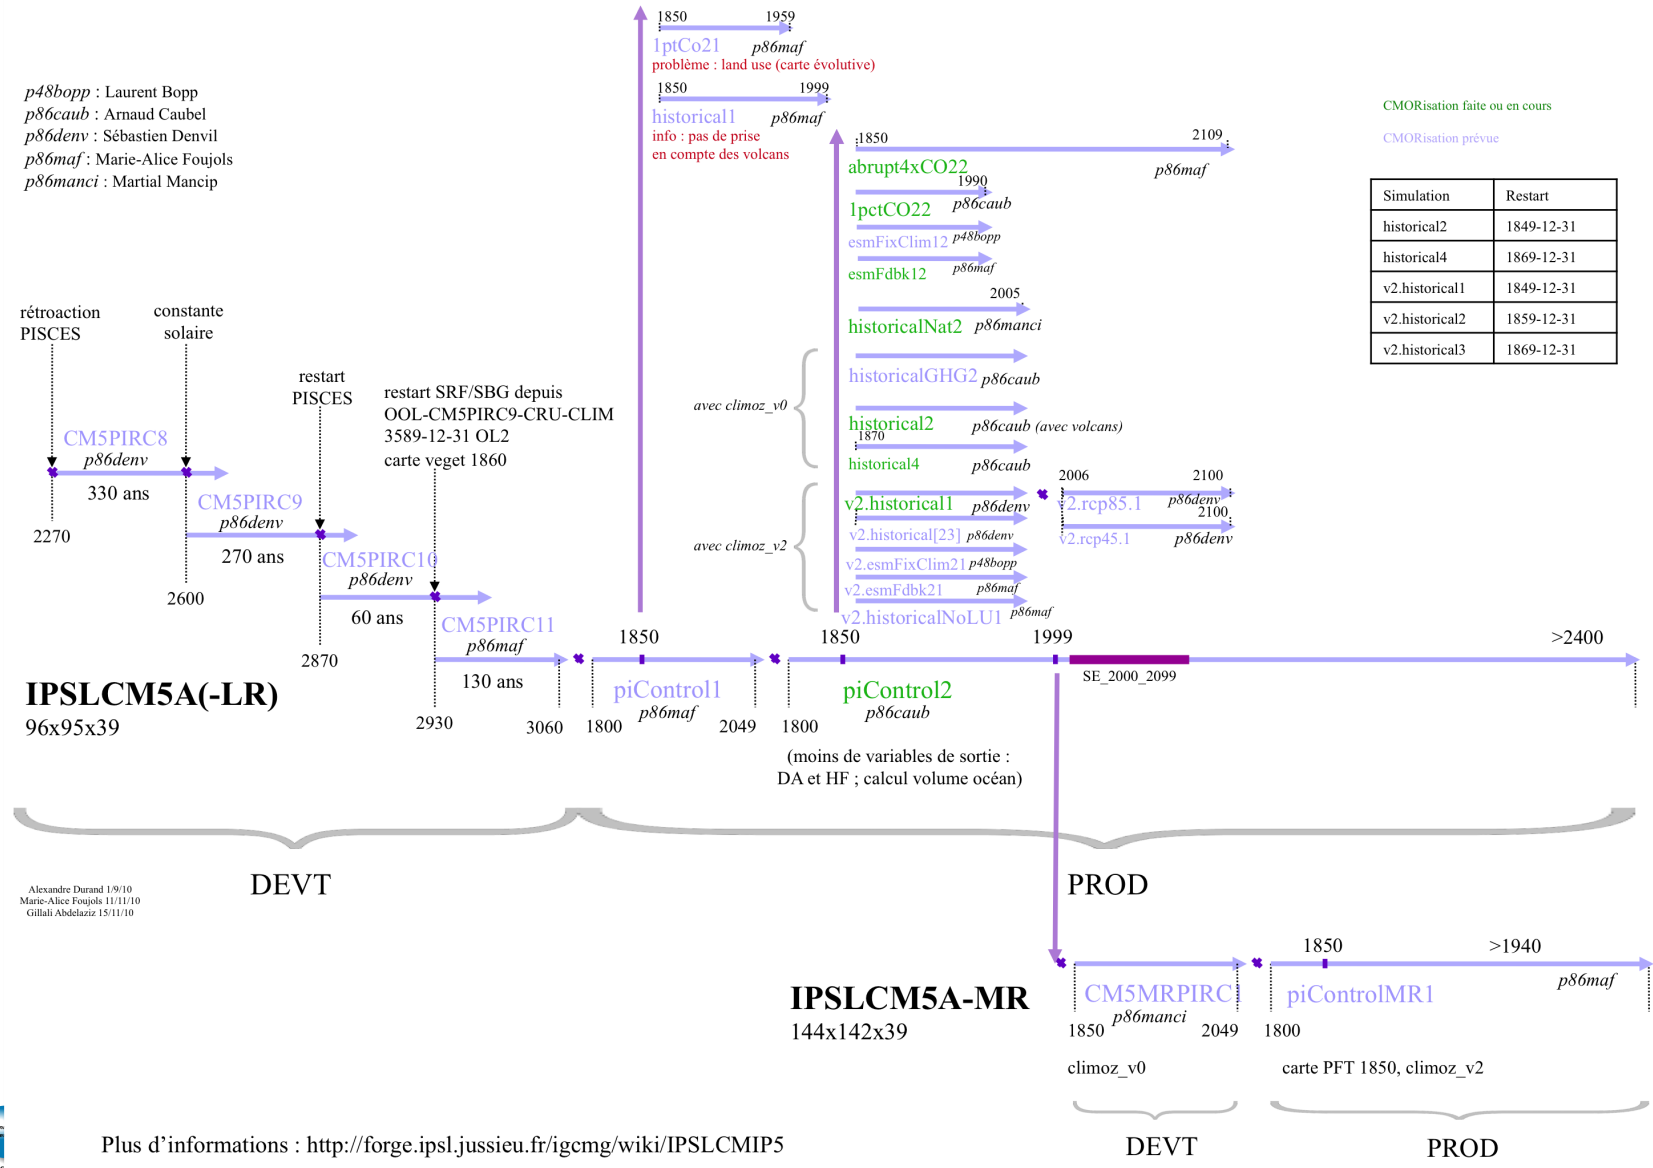 1850 1959
1ptCo21 p86maf
problème : land use (carte évolutive)
1850 1999
historical1 p86maf
info : pas de prise
en compte des volcans
p48bopp : Laurent Bopp
p86caub : Arnaud Caubel
p86denv : Sébastien Denvil
p86maf : Marie-Alice Foujols
p86manci : Martial Mancip
CMORisation faite ou en cours
CMORisation prévue
Simulation Restart
historical2 1849-12-31
historical4 1869-12-31
v2.historical1 1849-12-31
v2.historical2 1859-12-31
v2.historical3 1869-12-31
1850 2109
abrupt4xCO22 p86maf
1990
1pctCO22 p86caub
esmFixClim12 p48bopp
esmFdbk12 p86maf
2005
historicalNat2 p86manci
avec climoz_v0
historicalGHG2 p86caub
historical2 p86caub (avec volcans)
1870
historical4 p86caub
avec climoz_v2
v2.historical1 p86denv
v2.historical[23] p86denv
v2.esmFixClim21 p48bopp
v2.esmFdbk21 p86maf
v2.historicalNoLU1 p86maf
2006 2100
v2.rcp85.1 p86denv
2100
v2.rcp45.1 p86denv
rétroaction
PISCES
constante
solaire
restart
PISCES
restart SRF/SBG depuis
OOL-CM5PIRC9-CRU-CLIM
3589-12-31 OL2
carte veget 1860
CM5PIRC8
p86denv
330 ans
2270
CM5PIRC9
p86denv
270 ans
2600
CM5PIRC10
p86denv
60 ans
2870
CM5PIRC11
p86maf
130 ans
2930 3060
IPSLCM5A(-LR)
96x95x39
1850
piControl1
p86maf
1800 2049
1850 1999 >2400
SE_2000_2099
piControl2
p86caub
1800
(moins de variables de sortie :
DA et HF ; calcul volume océan)
DEVT PROD
Alexandre Durand 1/9/10
Marie-Alice Foujols 11/11/10
Gillali Abdelaziz 15/11/10
IPSLCM5A-MR
144x142x39
CM5MRPIRC1
p86manci
1850 2049
climoz_v0
1850 >1940
p86maf
piControlMR1
1800
carte PFT 1850, climoz_v2
DEVT PROD
Plus d’informations : http://forge.ipsl.jussieu.fr/igcmg/wiki/IPSLCMIP5